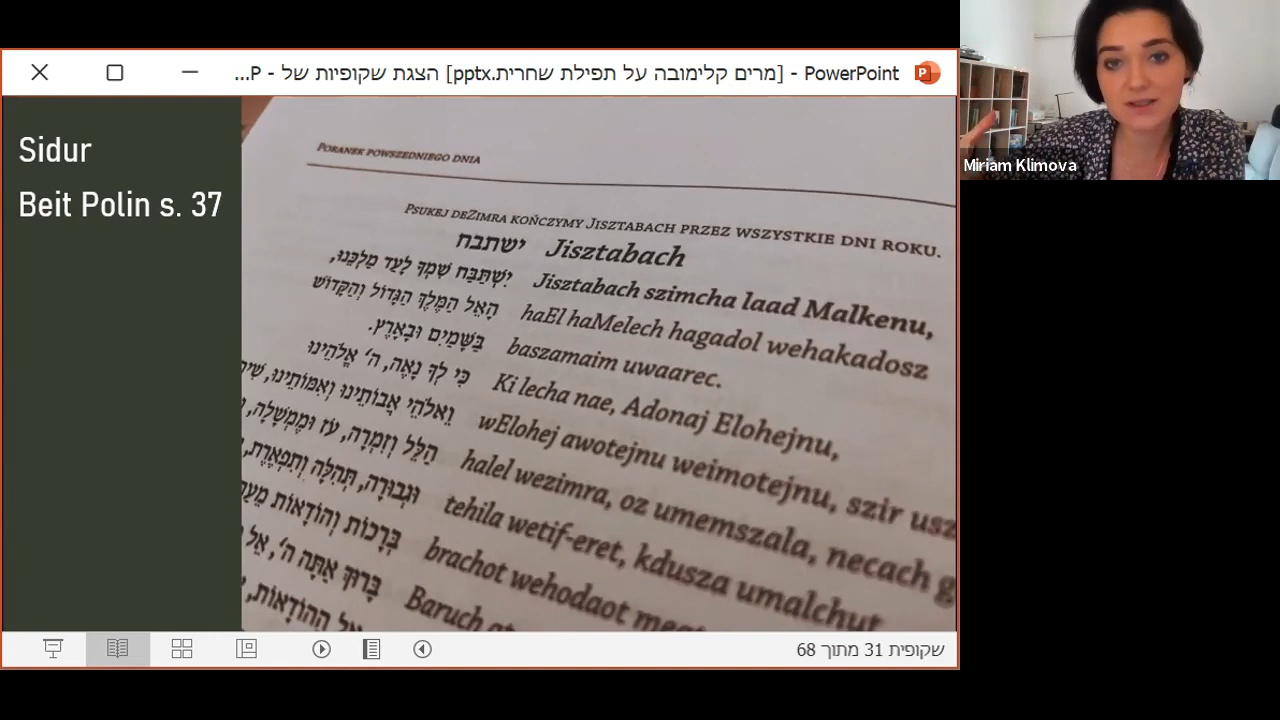 מרים קלימובה על תפילת שחרית.pptx] הצגת שקופיות של - P...] - PowerPoint
Miriam Klimova
Sidur
Beit Polin s. 37
PORANEK POWSZEDNIEGO DNIA
PSUKEJ DEZIMRA KOŃCZYMY JISZTABACH PRZEZ WSZYSTKIE DNI ROKU.
ישתבח Jisztabach
יִשְׁתַּבַּח שִׁמְךָ לָעַד מַלְכֵּנוּ, Jisztabach szimcha laad Malkenu,
הָאֵל הַמֶּלֶךְ הַגָּדוֹל וְהַקָּדוֹשׁ haEl haMelech hagadol wehakadosz
בַּשָּׁמַיִם וּבָאָרֶץ. baszamaim uwaarec.
כִּי לְךָ נָאֶה, ה' אֱלֹהֵינוּ Ki lecha nae, Adonaj Elohejnu,
וֵאלֹהֵי אֲבוֹתֵינוּ וְאִמּוֹתֵינוּ, wElohej awotejnu weimotejnu, szir
הַלֵּל וְזִמְרָה, עֹז וּמֶמְשָׁלָה, halel wezimra, oz umemszala, necach
וּגְבוּרָה, תְּהִלָּה וְתִפְאֶרֶת, tehila wetif-eret, kdusza umalchut
בְּרָכוֹת וְהוֹדָאוֹת brachot wehodaot
בָּרוּךְ אַתָּה ה', אֵל Baruch
אֵל הַהוֹדָאוֹת,
שקופית 31 מתוך 68